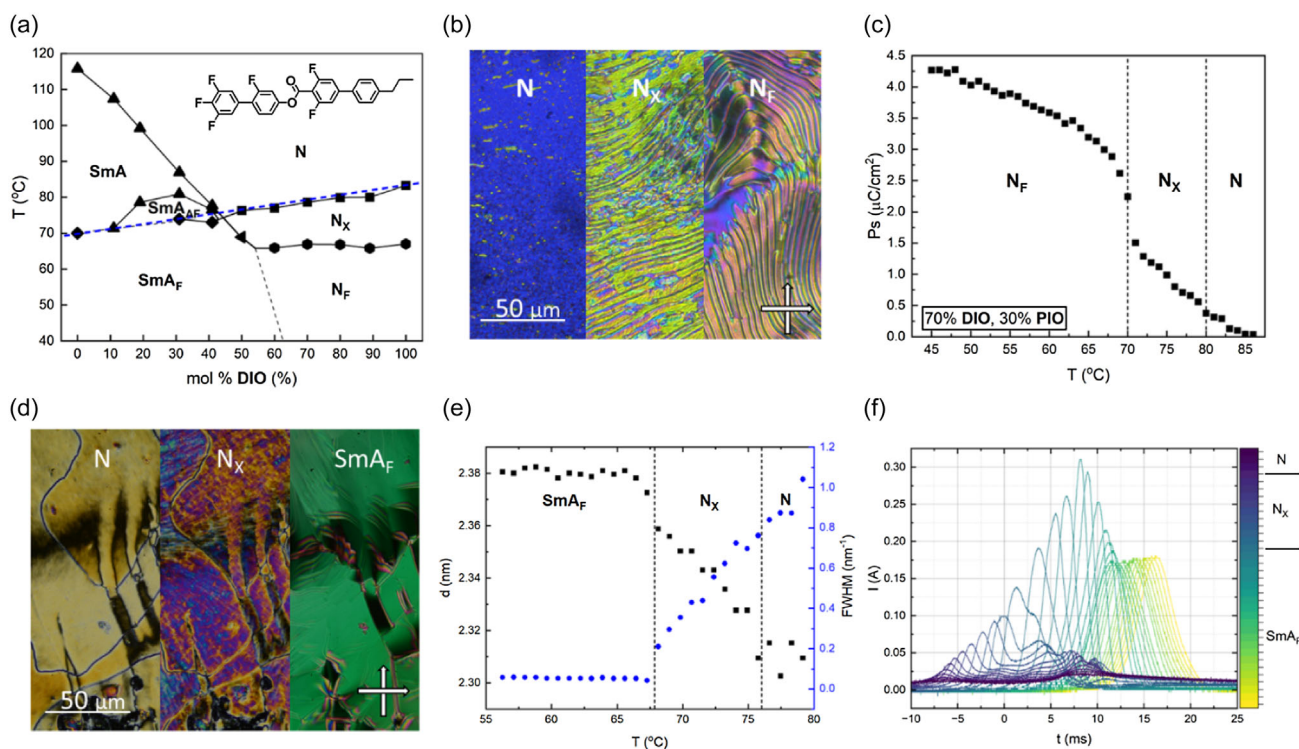 (a)
120
110
100
90
80
70
60
50
40
T (°C)
0 10 20 30 40 50 60 70 80 90 100
mol % DIO (%)
F
F
F
F
O
O
F
F
SmA
N
SmA_AF
N_X
SmA_F
N_F
(b)
N
N_X
N_F
50 µm
(c)
4.5
4.0
3.5
3.0
2.5
2.0
1.5
1.0
0.5
0.0
Ps (µC/cm²)
N_F
N_X
N
70% DIO, 30% PIO
45 50 55 60 65 70 75 80 85
T (°C)
(d)
N
N_X
SmA_F
50 µm
(e)
2.38
2.36
2.34
2.32
2.30
d (nm)
SmA_F
N_X
N
1.2
1.0
0.8
0.6
0.4
0.2
0.0
FWHM (nm⁻¹)
55 60 65 70 75 80
T (°C)
(f)
0.30
0.25
0.20
0.15
0.10
0.05
0.00
I (A)
-10 -5 0 5 10 15 20 25
t (ms)
N
N_X
SmA_F